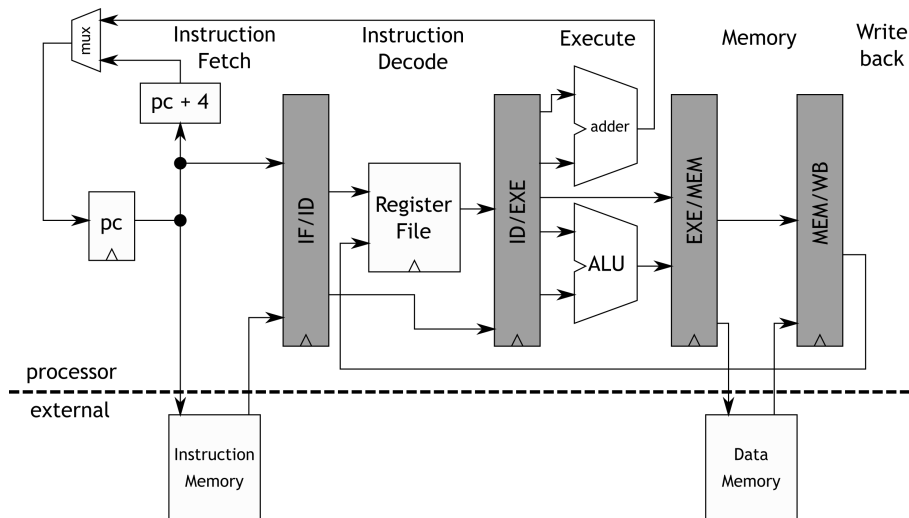 mux
Instruction
Fetch
Instruction
Decode
Execute
Memory
Write
back
pc + 4
adder
pc
IF/ID
Register
File
ID/EXE
ALU
EXE/MEM
MEM/WB
processor
external
Instruction
Memory
Data
Memory